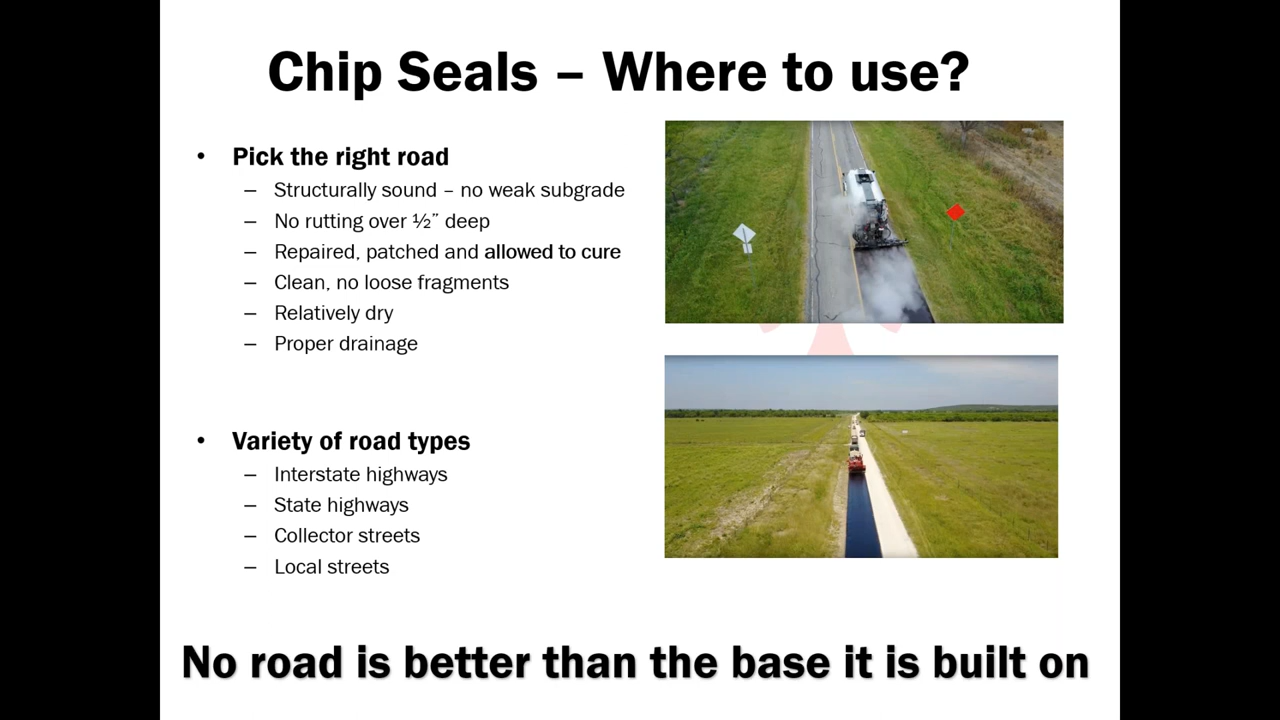 Chip Seals – Where to use?
• Pick the right road
– Structurally sound – no weak subgrade
– No rutting over ½” deep
– Repaired, patched and allowed to cure
– Clean, no loose fragments
– Relatively dry
– Proper drainage
• Variety of road types
– Interstate highways
– State highways
– Collector streets
– Local streets
No road is better than the base it is built on